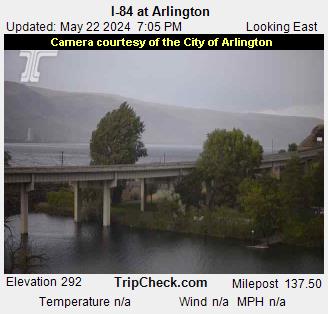 I-84 at Arlington
Updated: May 22 2024 7:05 PM Looking East
Camera courtesy of the City of Arlington
Elevation 292 TripCheck.com Milepost 137.50
Temperature n/a Wind n/a MPH n/a